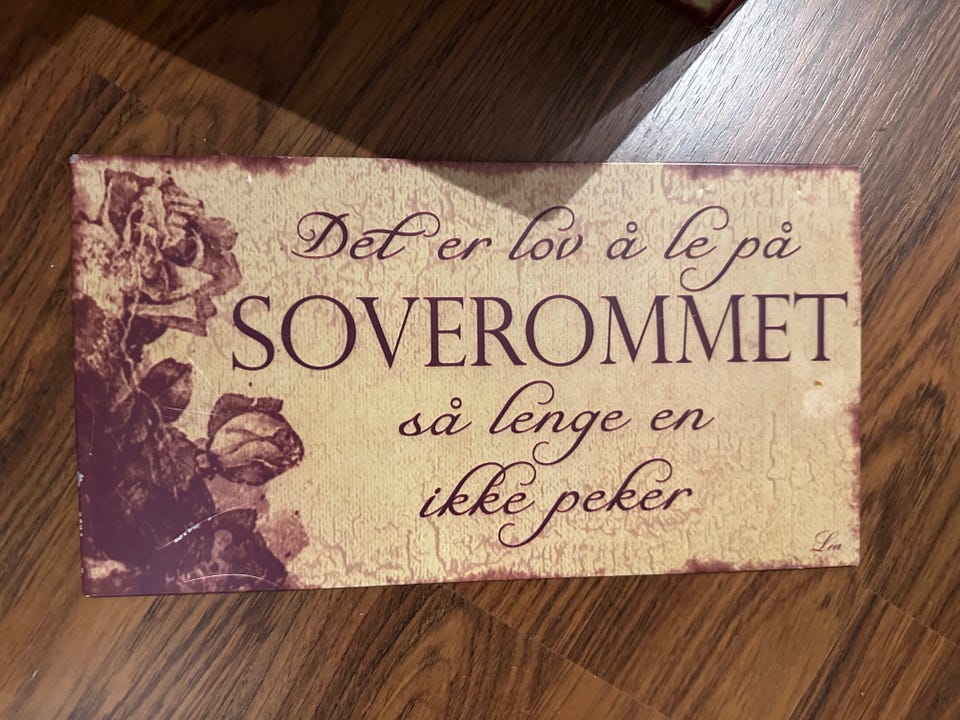 Det er lov å le på
SOVEROMMET
så lenge en
ikke peker
Lea